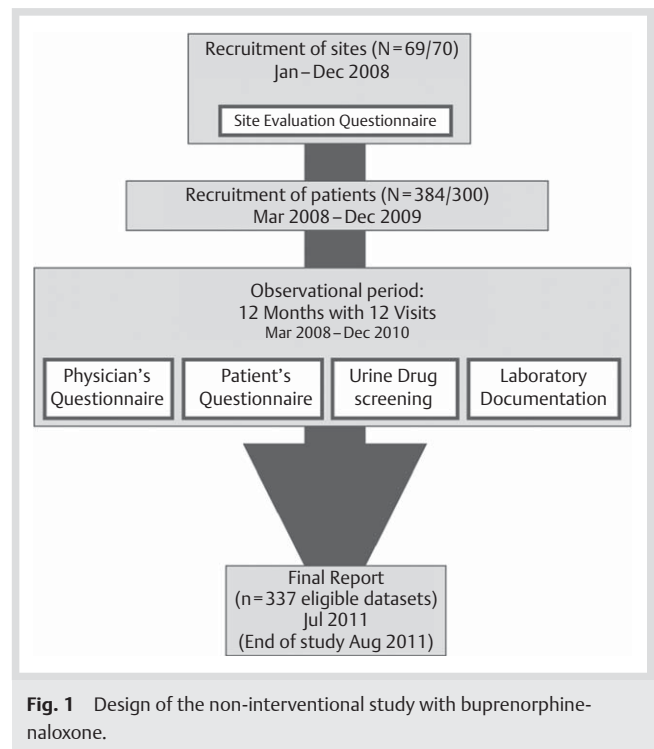 Recruitment of sites (N=69/70)
Jan–Dec 2008
Site Evaluation Questionnaire
Recruitment of patients (N=384/300)
Mar 2008–Dec 2009
Observational period:
12 Months with 12 Visits
Mar 2008–Dec 2010
Physician's
Questionnaire
Patient's
Questionnaire
Urine Drug
screening
Laboratory
Documentation
Final Report
(n=337 eligible datasets)
Jul 2011
(End of study Aug 2011)
Fig. 1 Design of the non-interventional study with buprenorphine-
naloxone.